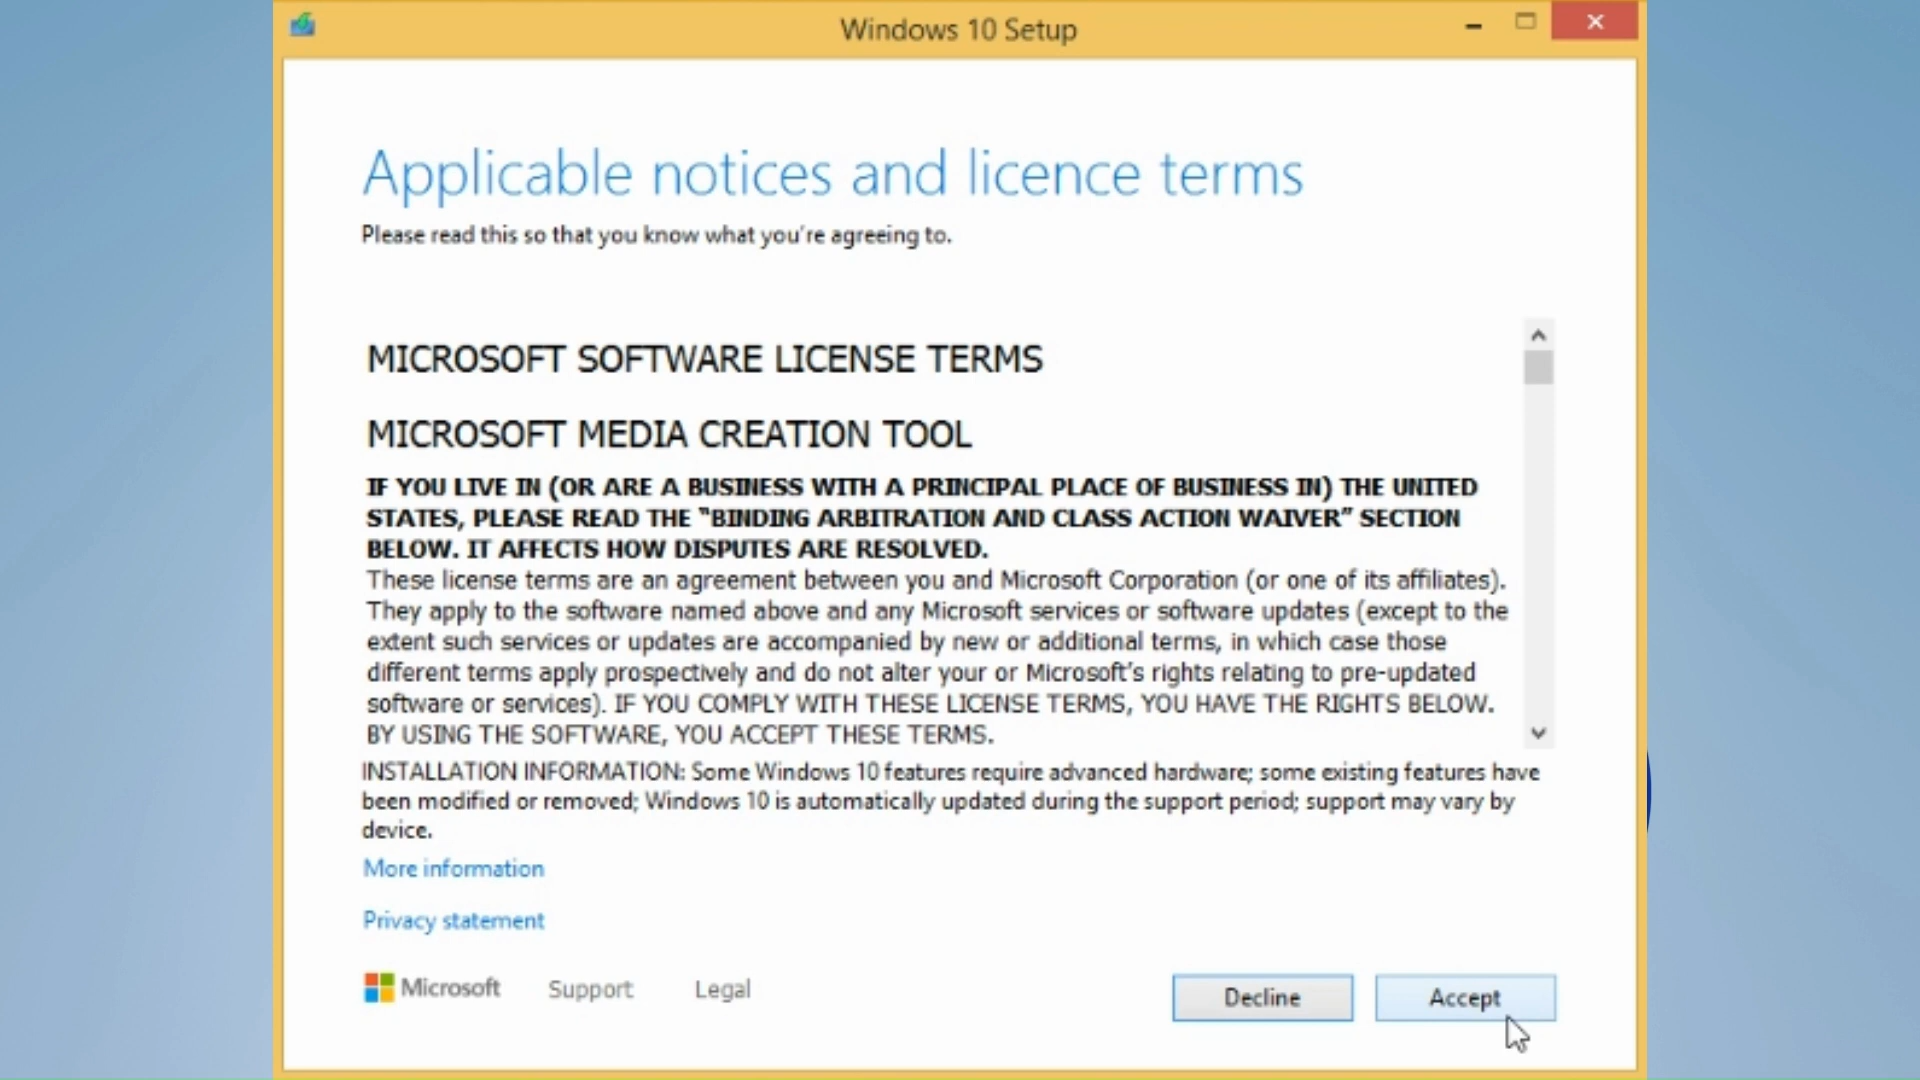 Windows 10 Setup
Applicable notices and licence terms
Please read this so that you know what you're agreeing to.
MICROSOFT SOFTWARE LICENSE TERMS
MICROSOFT MEDIA CREATION TOOL
IF YOU LIVE IN (OR ARE A BUSINESS WITH A PRINCIPAL PLACE OF BUSINESS IN) THE UNITED
STATES, PLEASE READ THE “BINDING ARBITRATION AND CLASS ACTION WAIVER” SECTION
BELOW. IT AFFECTS HOW DISPUTES ARE RESOLVED.
These license terms are an agreement between you and Microsoft Corporation (or one of its affiliates).
They apply to the software named above and any Microsoft services or software updates (except to the
extent such services or updates are accompanied by new or additional terms, in which case those
different terms apply prospectively and do not alter your or Microsoft’s rights relating to pre-updated
software or services). IF YOU COMPLY WITH THESE LICENSE TERMS, YOU HAVE THE RIGHTS BELOW.
BY USING THE SOFTWARE, YOU ACCEPT THESE TERMS.
INSTALLATION INFORMATION: Some Windows 10 features require advanced hardware; some existing features have
been modified or removed; Windows 10 is automatically updated during the support period; support may vary by
device.
More information
Privacy statement
Microsoft Support Legal Decline Accept